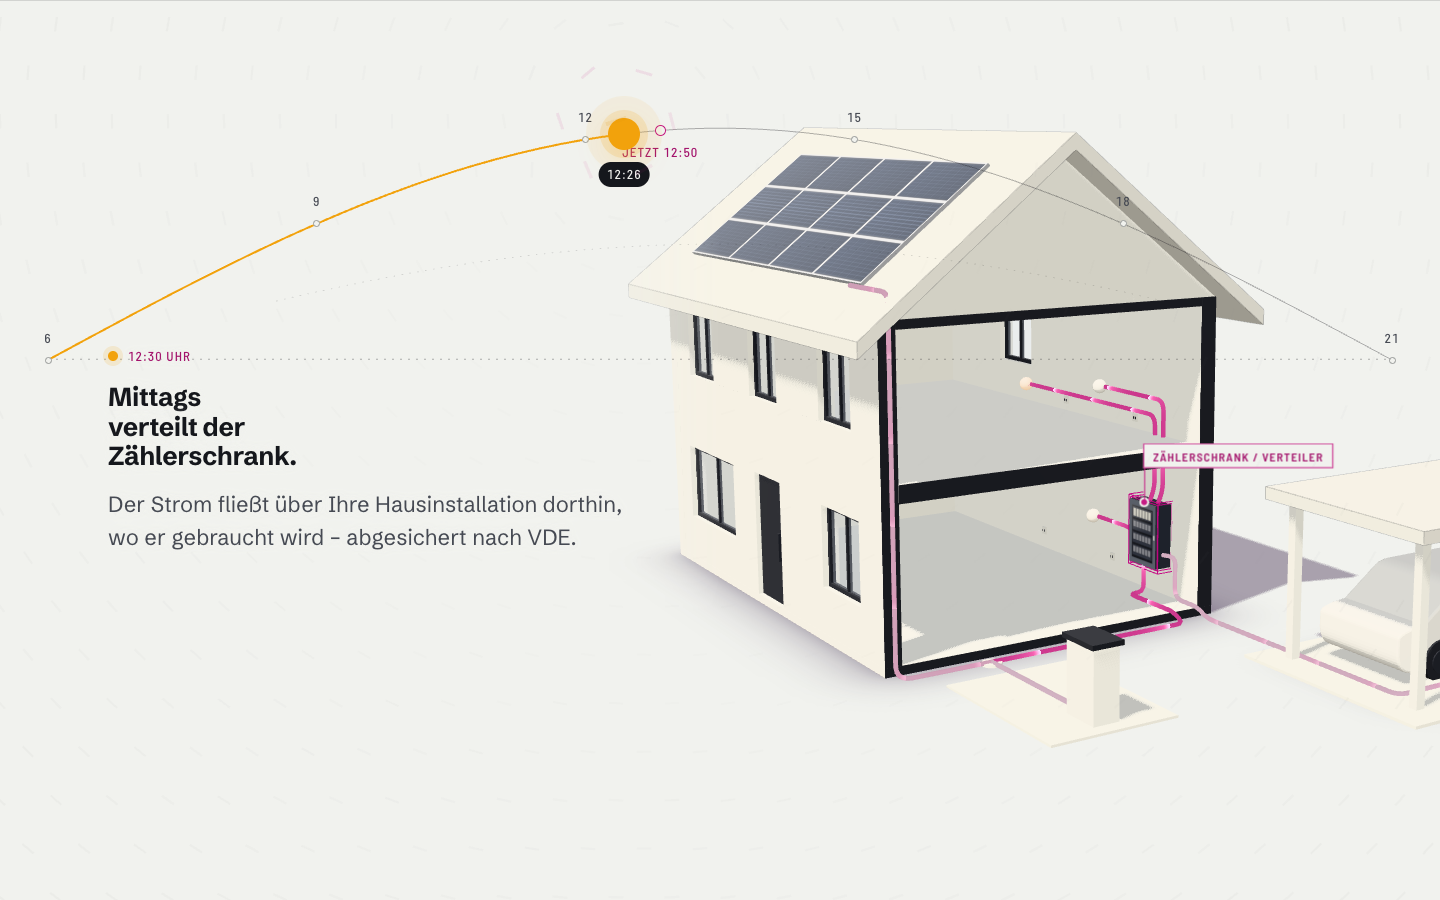 12
15
JETZT 12:50
12:26
9
18
6
21
12:30 UHR
Mittags
verteilt der
Zählerschrank.
ZÄHLERSCHRANK / VERTEILER
Der Strom fließt über Ihre Hausinstallation dorthin,
wo er gebraucht wird – abgesichert nach VDE.